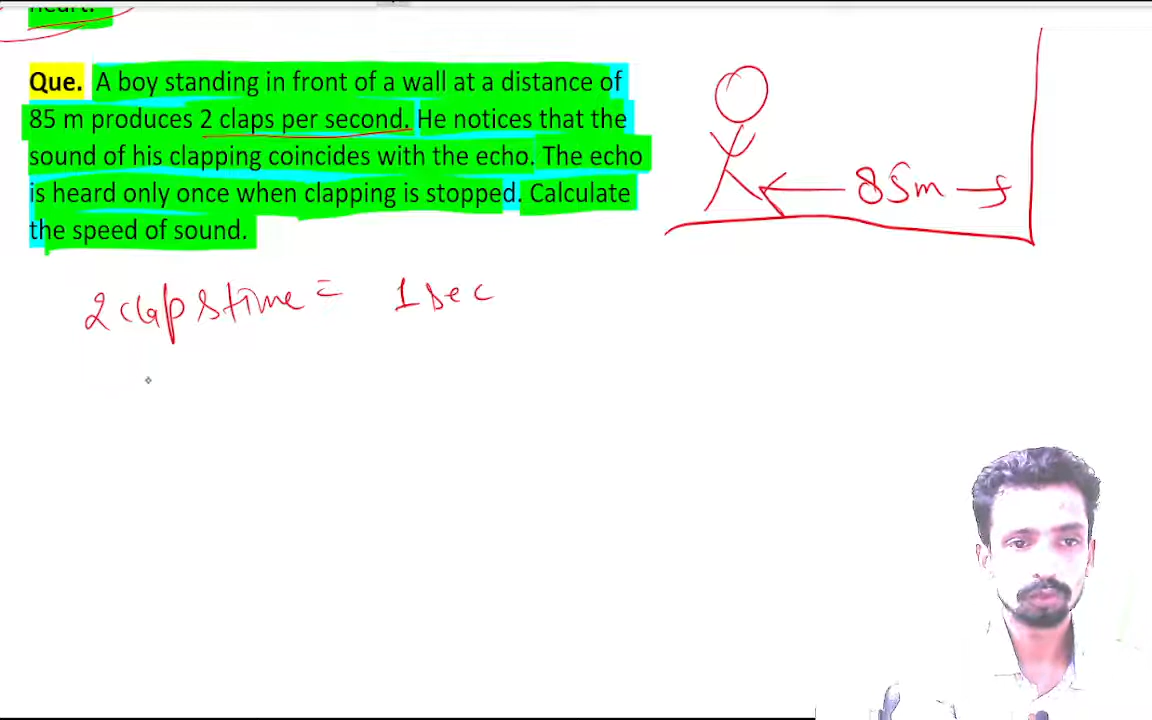 heart.
Que. A boy standing in front of a wall at a distance of
85 m produces 2 claps per second. He notices that the
sound of his clapping coincides with the echo. The echo
is heard only once when clapping is stopped. Calculate
the speed of sound.
85m
2 claps time = 1 sec